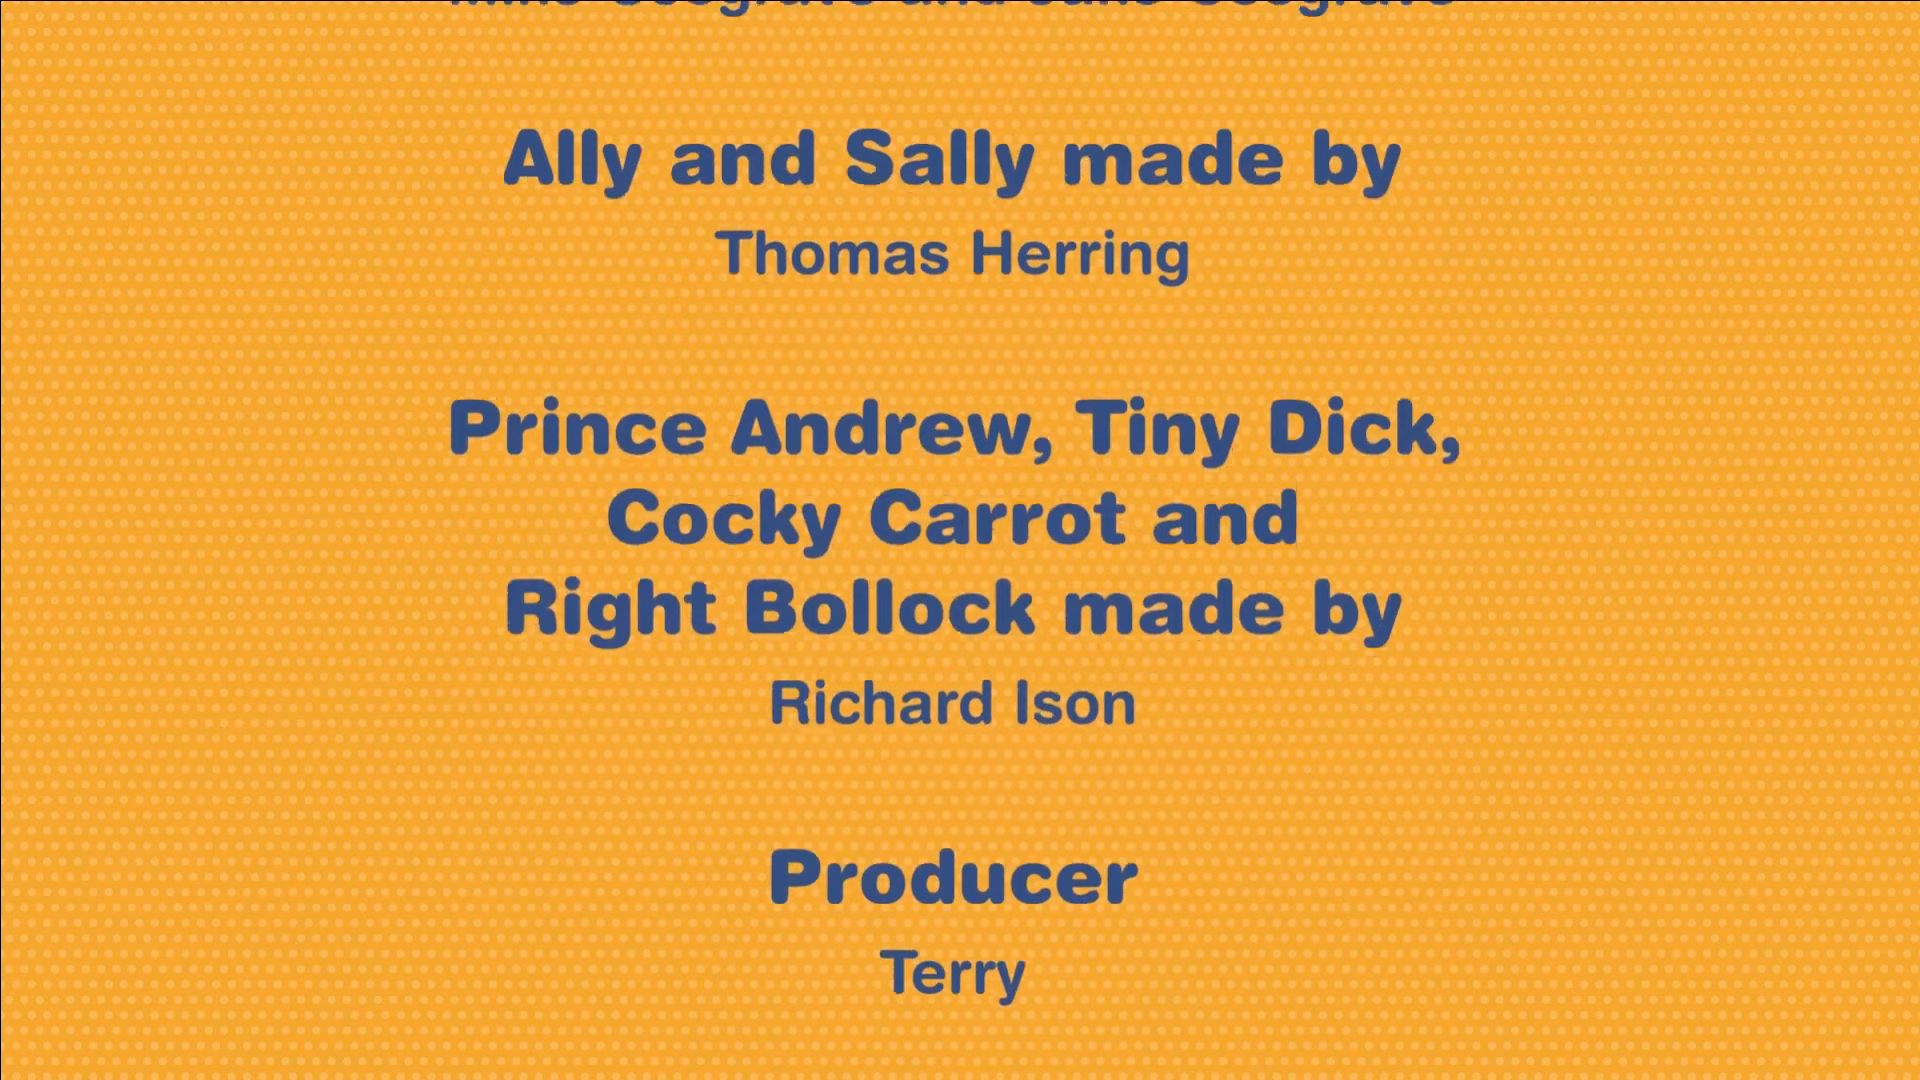 Ally and Sally made by
Thomas Herring
Prince Andrew, Tiny Dick,
Cocky Carrot and
Right Bollock made by
Richard Ison
Producer
Terry